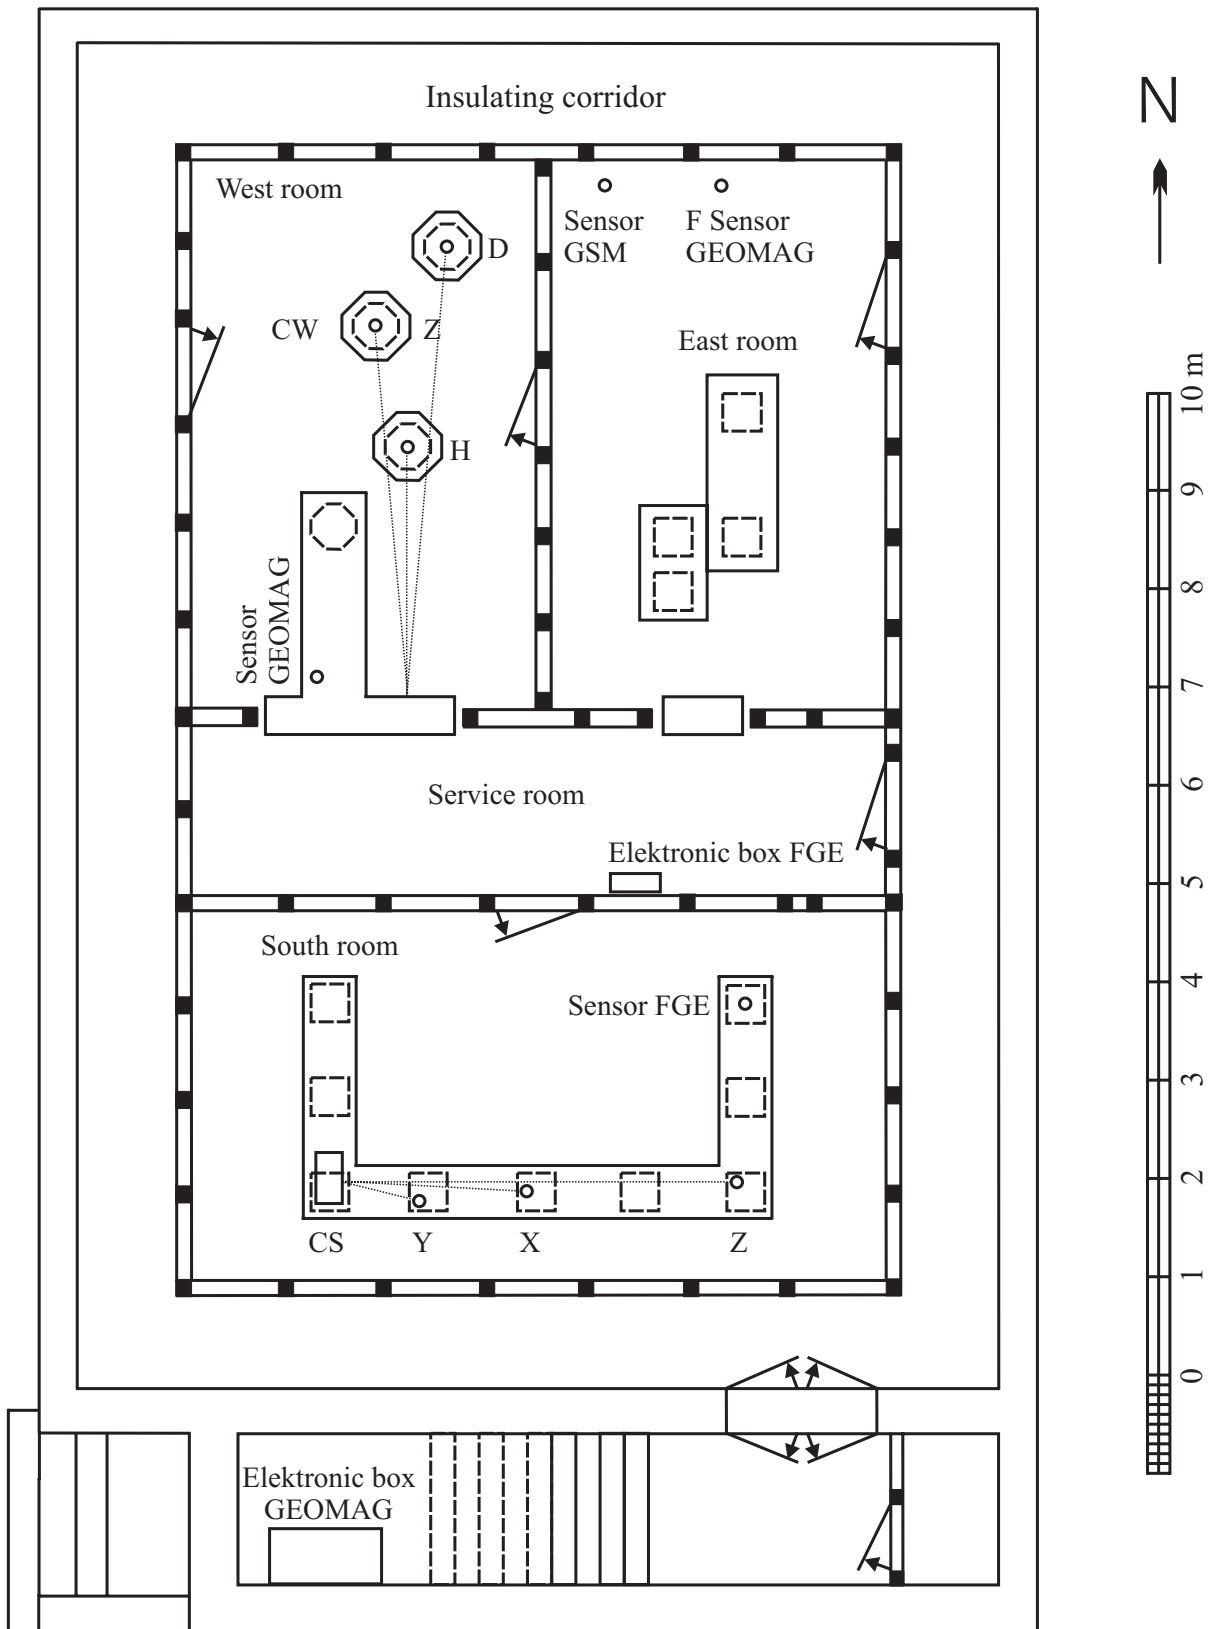 Insulating corridor
N
West room
Sensor
GSM
F Sensor
GEOMAG
D
CW
Z
East room
H
Sensor
GEOMAG
Service room
Elektronic box FGE
South room
Sensor FGE
CS
Y
X
Z
Elektronic box
GEOMAG
10 m
9
8
7
6
5
4
3
2
1
0